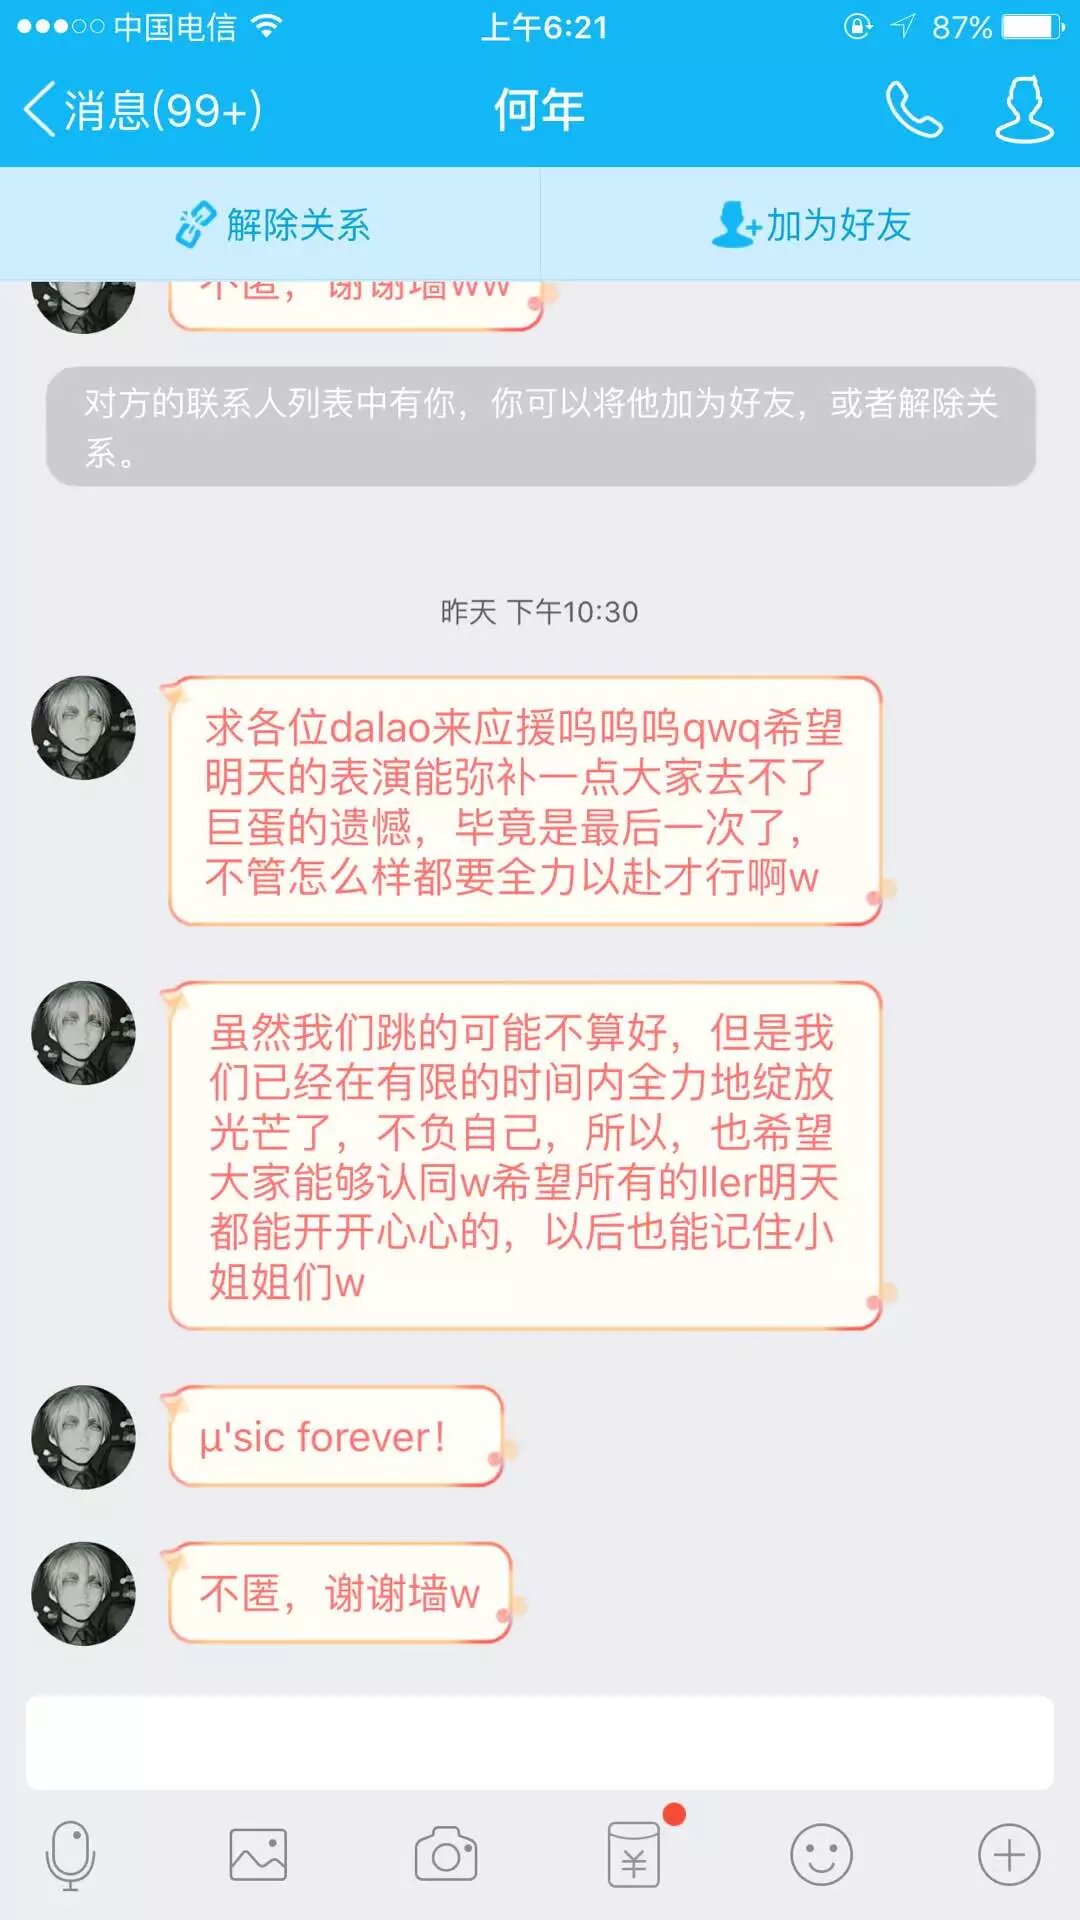 中国电信
上午6:21
87%
消息(99+)
何年
解除关系
加为好友
不匿，谢谢墙ww
对方的联系人列表中有你，你可以将他加为好友，或者解除关
系。
昨天 下午10:30
求各位dalao来应援呜呜呜qwq希望
明天的表演能弥补一点大家去不了
巨蛋的遗憾，毕竟是最后一次了，
不管怎么样都要全力以赴才行啊w
虽然我们跳的可能不算好，但是我
们已经在有限的时间内全力地绽放
光芒了，不负自己，所以，也希望
大家能够认同w希望所有的ller明天
都能开开心心的，以后也能记住小
姐姐们w
μ'sic forever！
不匿，谢谢墙w